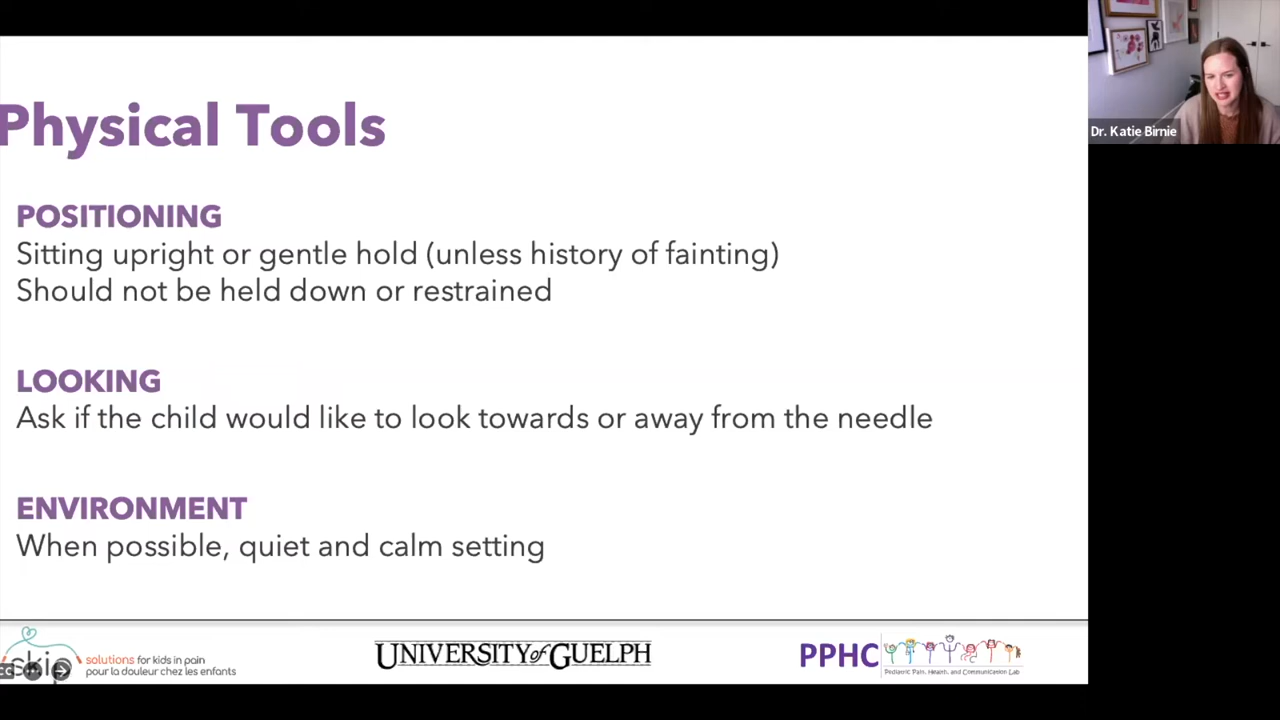 Physical Tools
POSITIONING
Sitting upright or gentle hold (unless history of fainting)
Should not be held down or restrained
LOOKING
Ask if the child would like to look towards or away from the needle
ENVIRONMENT
When possible, quiet and calm setting
Dr. Katie Birnie
skip
solutions for kids in pain
pour la douleur chez les enfants
UNIVERSITY of GUELPH
PPHC
Pediatric Pain, Health, and Communication Lab
CC